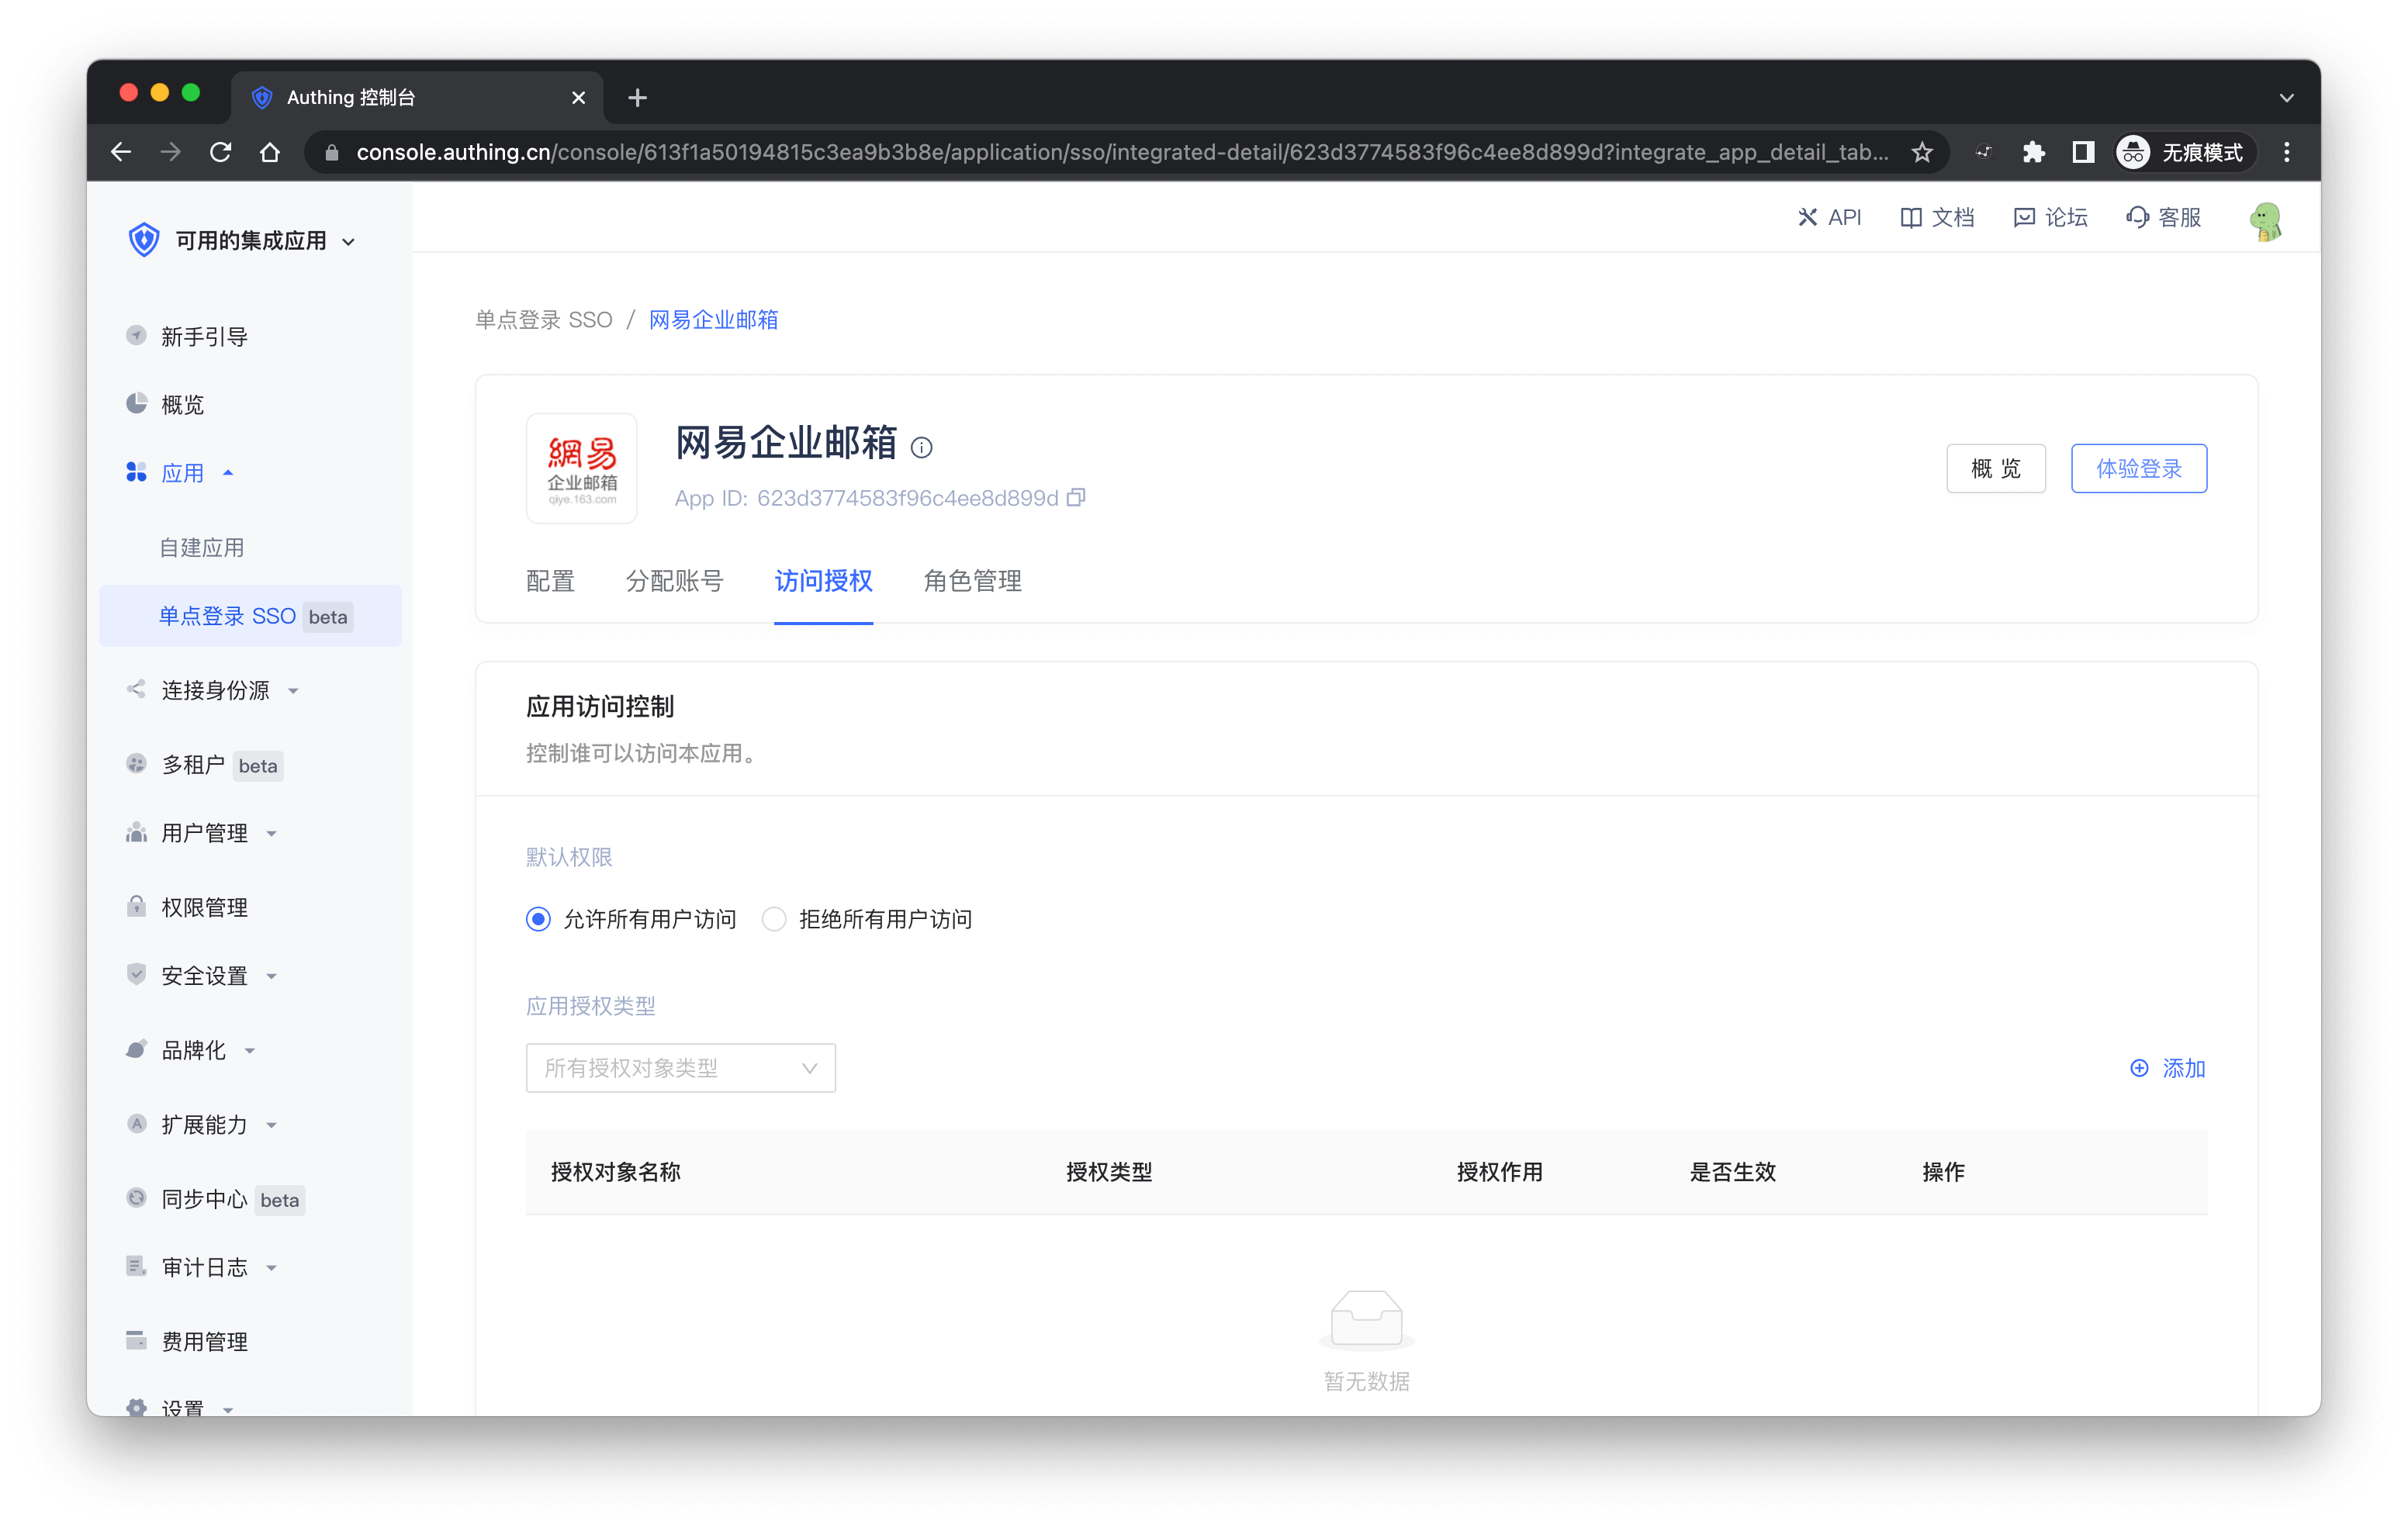 Authing 控制台
console.authing.cn/console/613f1a50194815c3ea9b3b8e/application/sso/integrated-detail/623d3774583f96c4ee8d899d?integrate_app_detail_tab...
无痕模式
可用的集成应用
API
文档
论坛
客服
新手引导
概览
应用
自建应用
单点登录 SSO beta
连接身份源
多租户 beta
用户管理
权限管理
安全设置
品牌化
扩展能力
同步中心 beta
审计日志
费用管理
设置
单点登录 SSO / 网易企业邮箱
網易
企业邮箱
qiye.163.com
网易企业邮箱
App ID: 623d3774583f96c4ee8d899d
概 览
体验登录
配置 分配账号 访问授权 角色管理
应用访问控制
控制谁可以访问本应用。
默认权限
允许所有用户访问 拒绝所有用户访问
应用授权类型
所有授权对象类型
添加
授权对象名称 授权类型 授权作用 是否生效 操作
暂无数据